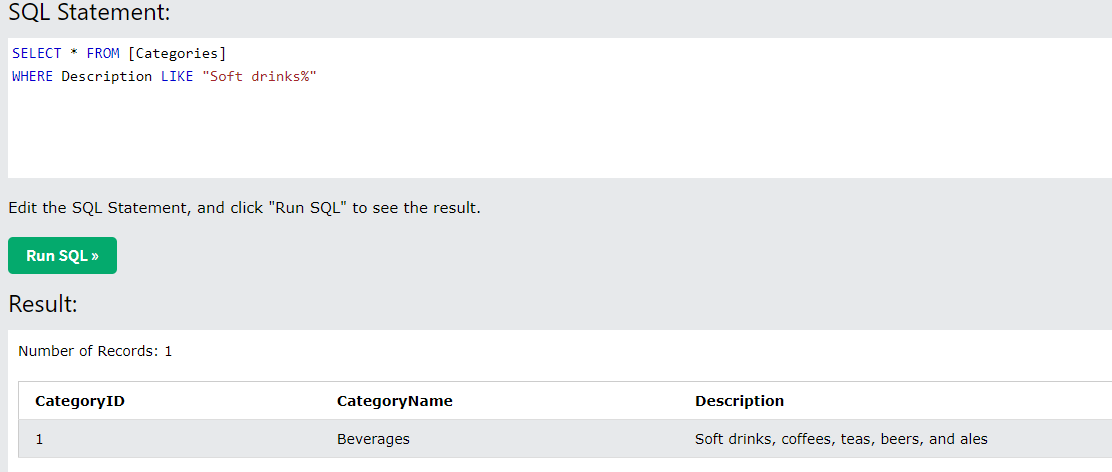 SQL Statement:
SELECT * FROM [Categories]
WHERE Description LIKE "Soft drinks%"
Edit the SQL Statement, and click "Run SQL" to see the result.
Run SQL »
Result:
Number of Records: 1
CategoryID CategoryName Description
1 Beverages Soft drinks, coffees, teas, beers, and ales